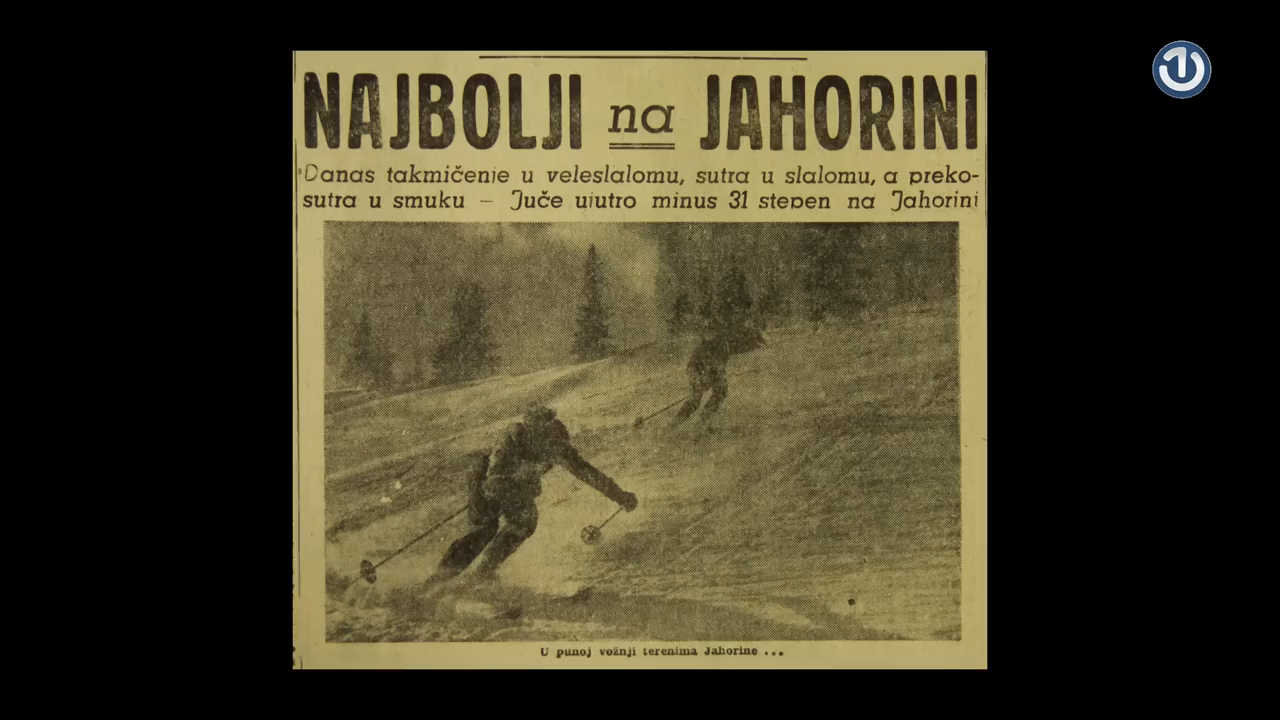 NAJBOLJI na JAHORINI
Danas takmičenje u veleslalomu, sutra u slalomu, a preko-
sutra u smuku — Juče ujutro minus 31 stepen na Jahorini
U punoj vožnji terenima Jahorine ...